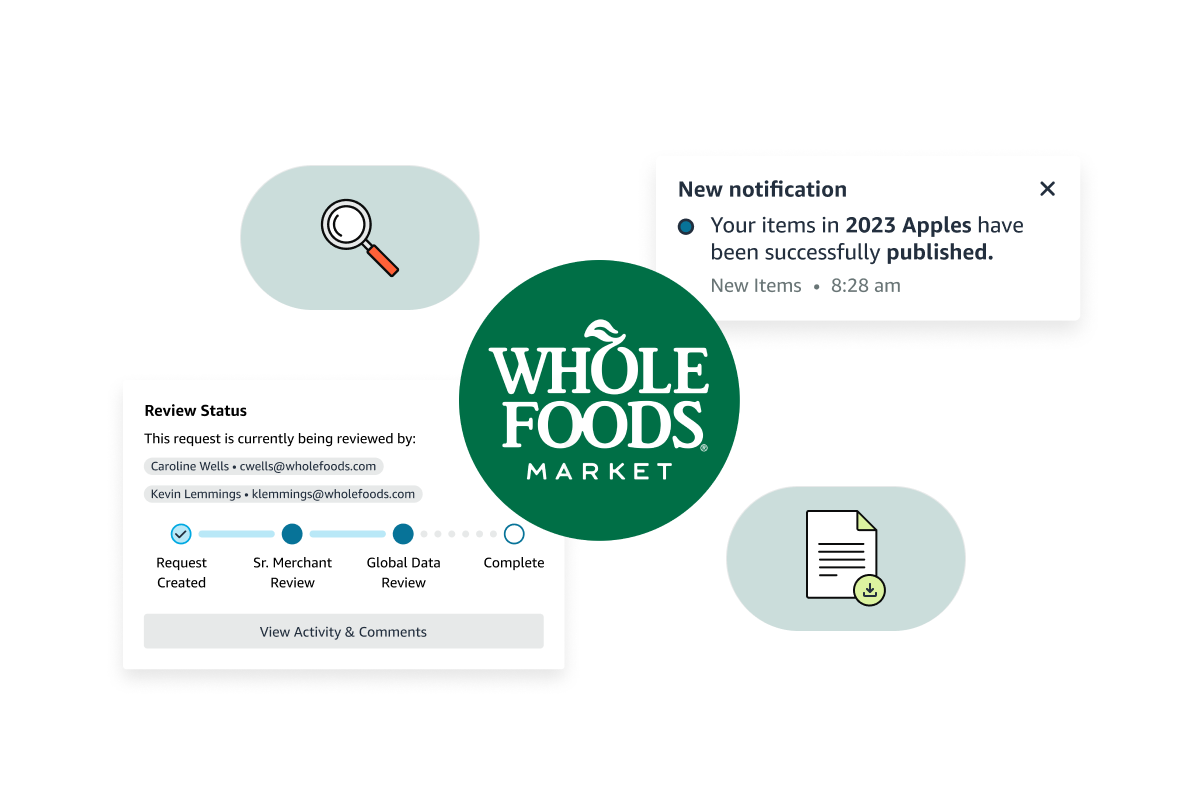 New notification
Your items in 2023 Apples have
been successfully published.
New Items • 8:28 am
WHOLE
FOODS®
MARKET
Review Status
This request is currently being reviewed by:
Caroline Wells • cwells@wholefoods.com
Kevin Lemmings • klemmings@wholefoods.com
Request Created
Sr. Merchant Review
Global Data Review
Complete
View Activity & Comments